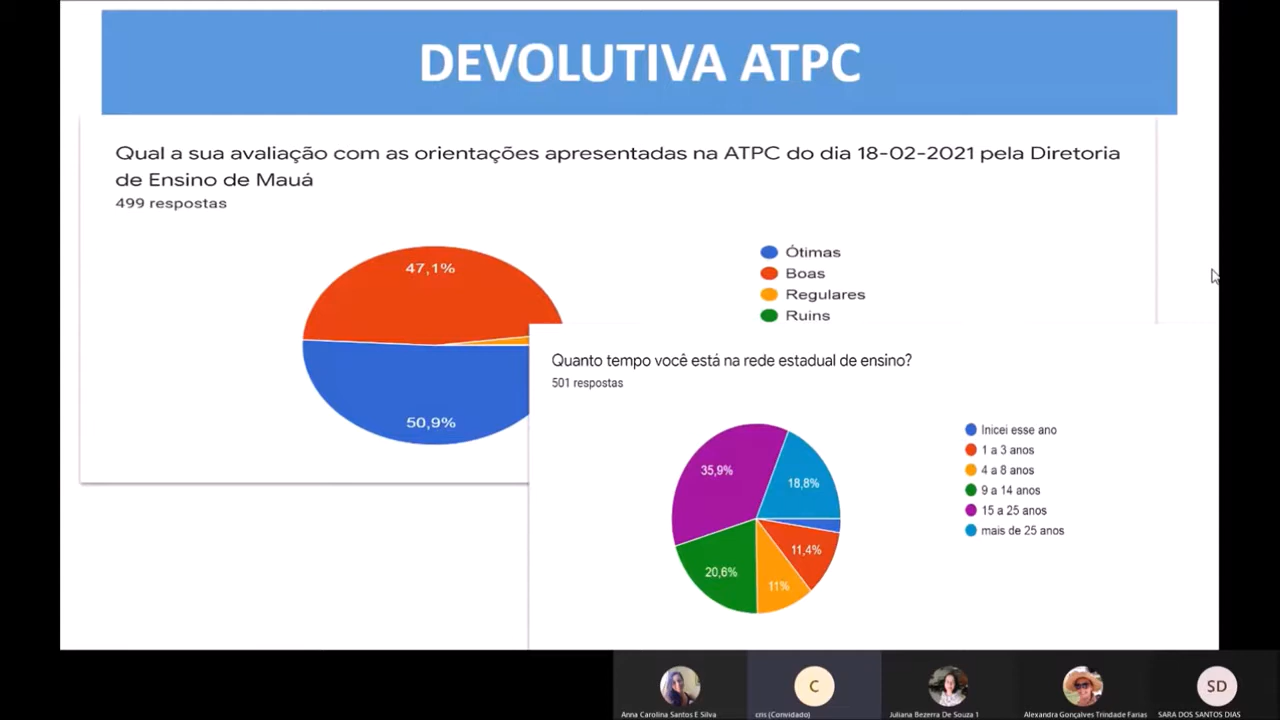 DEVOLUTIVA ATPC
Qual a sua avaliação com as orientações apresentadas na ATPC do dia 18-02-2021 pela Diretoria
de Ensino de Mauá
499 respostas
47,1%
50,9%
Ótimas
Boas
Regulares
Ruins
Quanto tempo você está na rede estadual de ensino?
501 respostas
35,9%
18,8%
11,4%
11%
20,6%
Inicei esse ano
1 a 3 anos
4 a 8 anos
9 a 14 anos
15 a 25 anos
mais de 25 anos
C
SD
Anna Carolina Santos E Silva
cris (Convidado)
Juliana Bezerra De Souza 1
Alexandra Gonçalves Trindade Farias
SARA DOS SANTOS DIAS